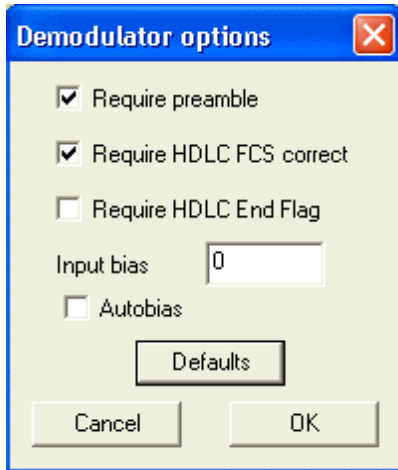 Demodulator options
Require preamble
Require HDLC FCS correct
Require HDLC End Flag
Input bias 0
Autobias
Defaults
Cancel OK